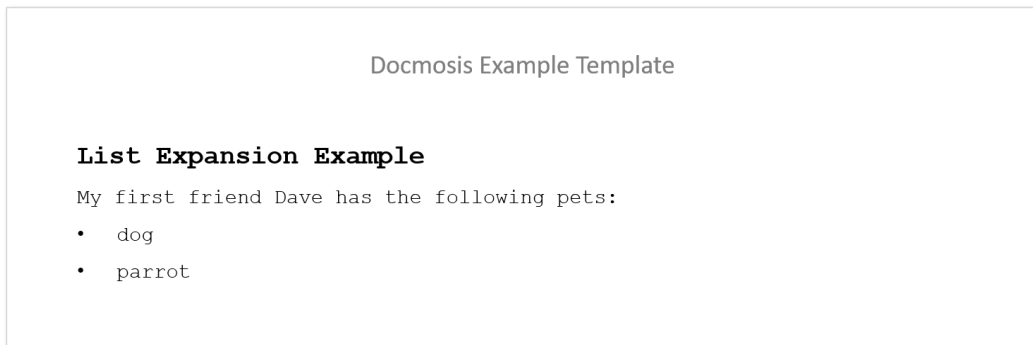 Docmosis Example Template
List Expansion Example
My first friend Dave has the following pets:
• dog
• parrot